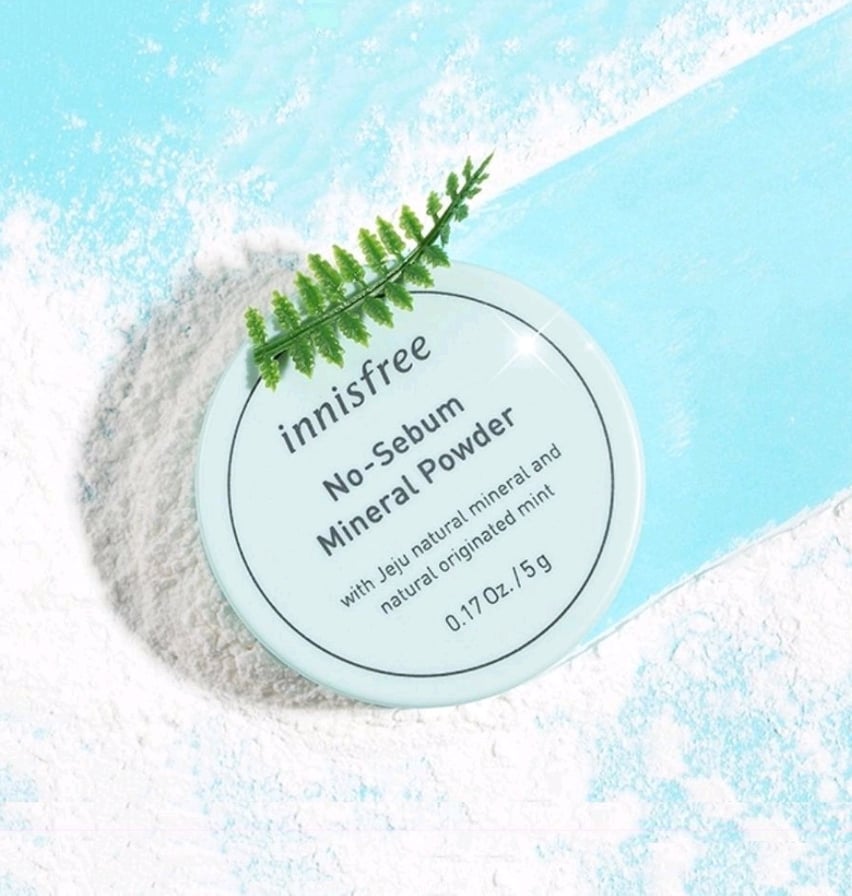 innisfree
No-Sebum
Mineral Powder
with Jeju natural mineral and
natural originated mint
0.17 Oz./5 g